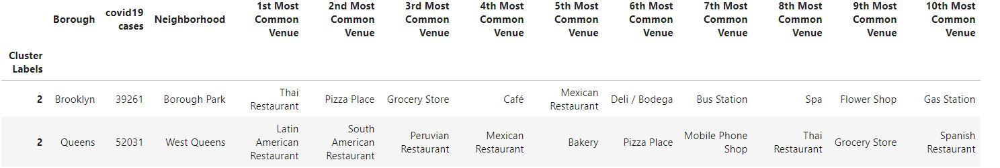 Borough covid19 cases Neighborhood 1st Most Common Venue 2nd Most Common Venue 3rd Most Common Venue 4th Most Common Venue 5th Most Common Venue 6th Most Common Venue 7th Most Common Venue 8th Most Common Venue 9th Most Common Venue 10th Most Common Venue
Cluster Labels
2 Brooklyn 39261 Borough Park Thai Restaurant Pizza Place Grocery Store Café Mexican Restaurant Deli / Bodega Bus Station Spa Flower Shop Gas Station
2 Queens 52031 West Queens Latin American Restaurant South American Restaurant Peruvian Restaurant Mexican Restaurant Bakery Pizza Place Mobile Phone Shop Thai Restaurant Grocery Store Spanish Restaurant